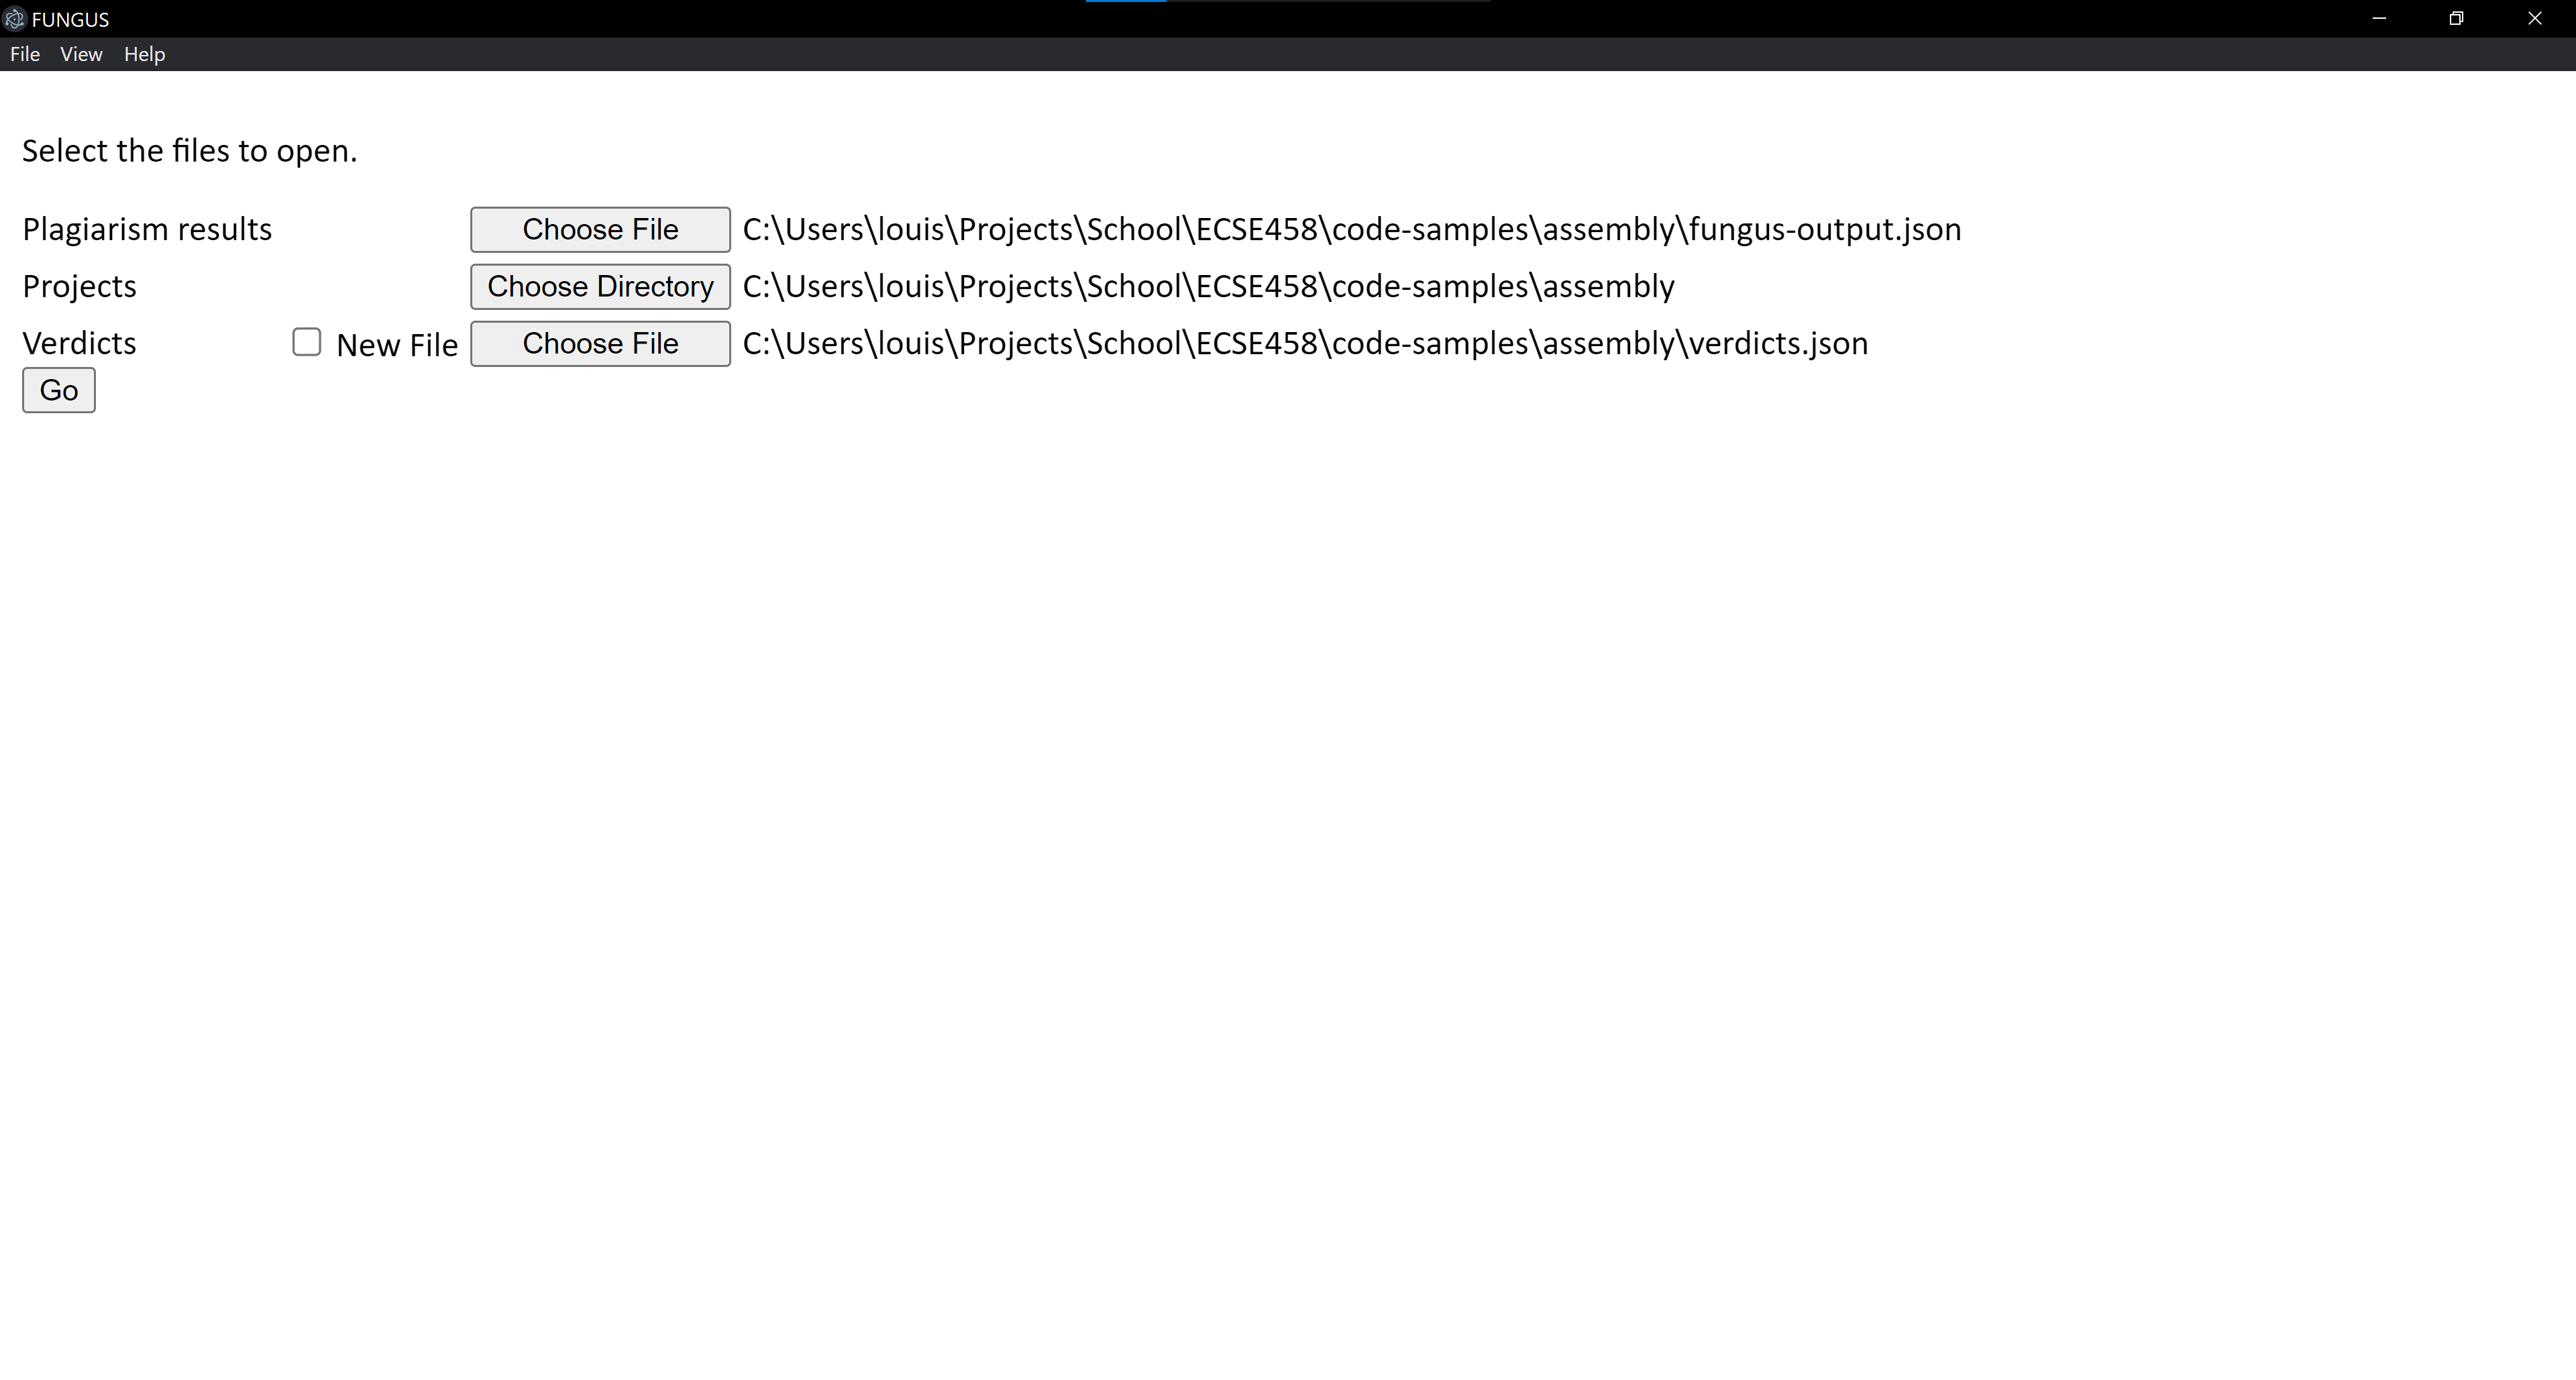 FUNGUS
File View Help
Select the files to open.
Plagiarism results Choose File C:\Users\louis\Projects\School\ECSE458\code-samples\assembly\fungus-output.json
Projects Choose Directory C:\Users\louis\Projects\School\ECSE458\code-samples\assembly
Verdicts New File Choose File C:\Users\louis\Projects\School\ECSE458\code-samples\assembly\verdicts.json
Go